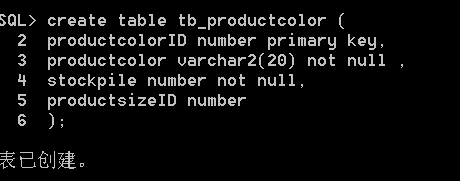 SQL> create table tb_productcolor (
2 productcolorID number primary key,
3 productcolor varchar2(20) not null ,
4 stockpile number not null,
5 productsizeID number
6 );
表已创建。